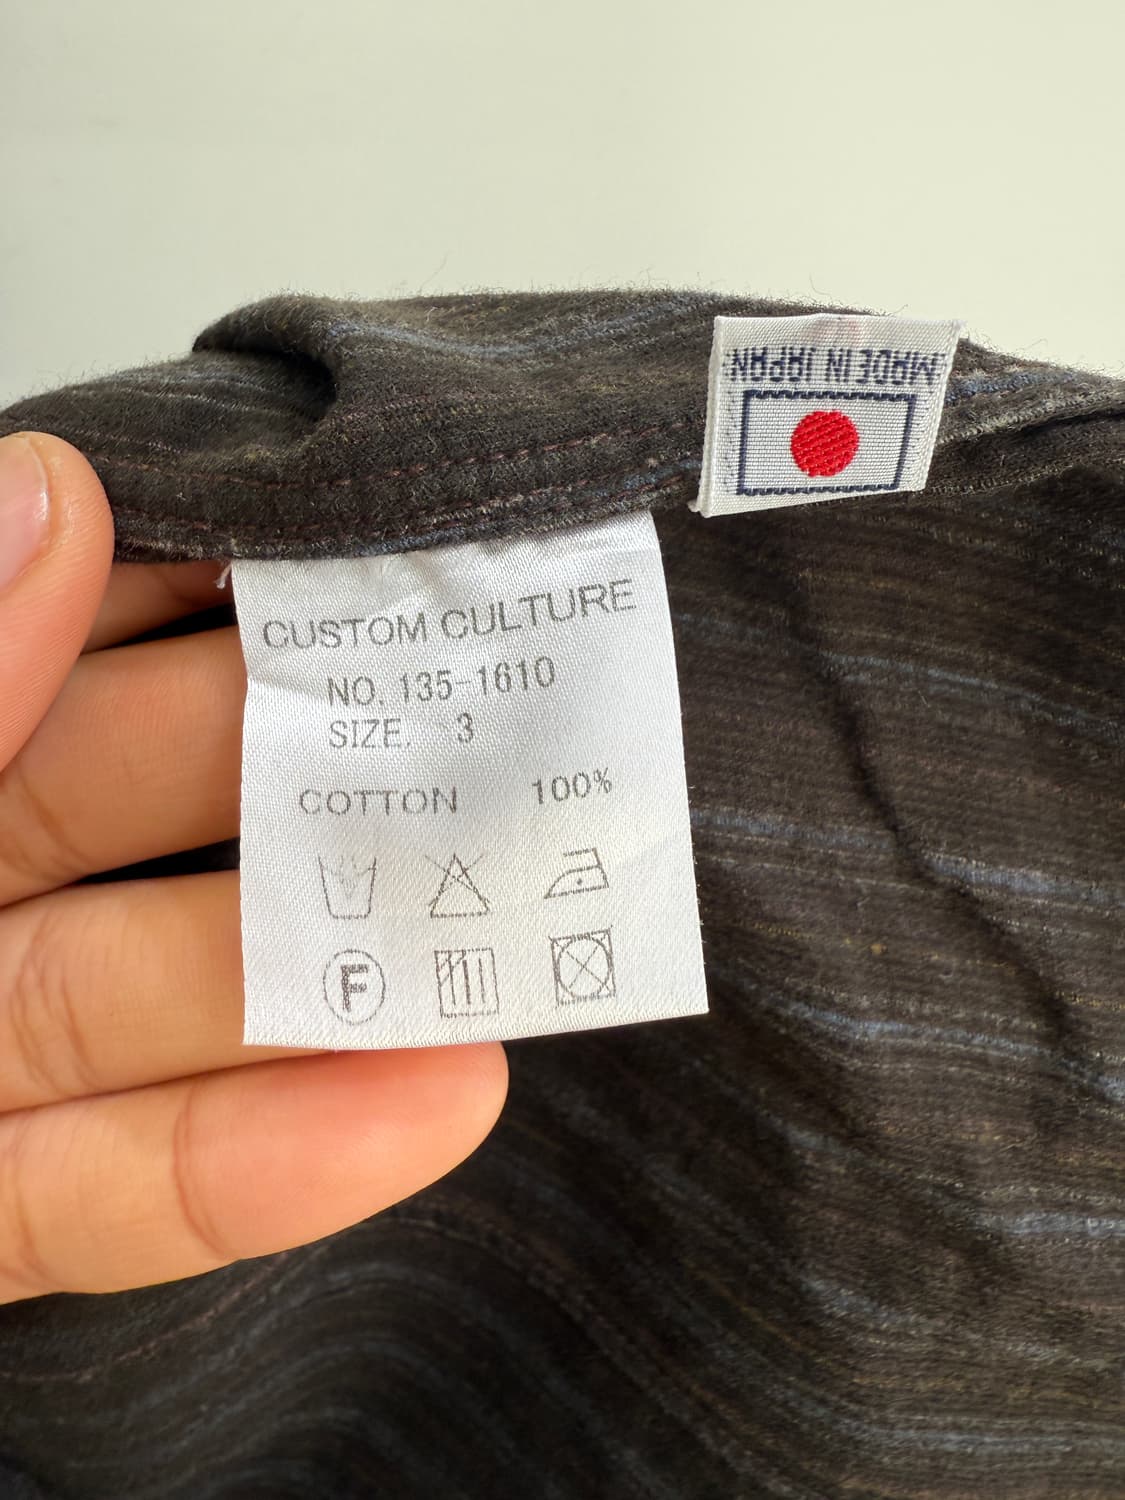 MADE IN JAPAN
CUSTOM CULTURE
NO. 135-1610
SIZE. 3
COTTON 100%
F